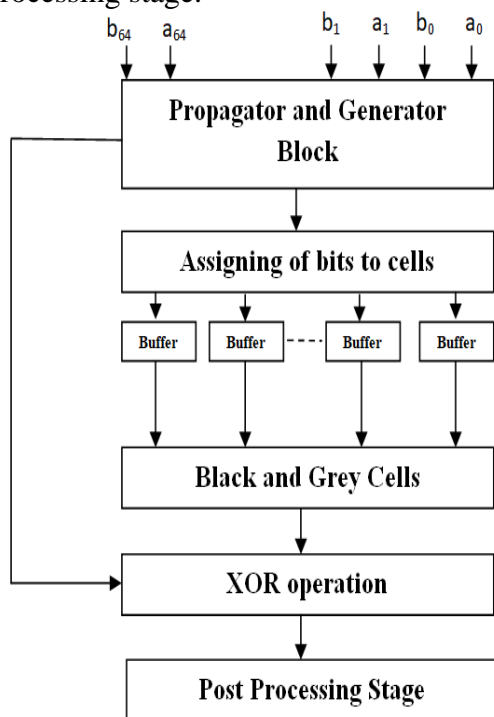 rocessing stage.
b64 a64 b1 a1 b0 a0
Propagator and Generator
Block
Assigning of bits to cells
Buffer Buffer Buffer Buffer
Black and Grey Cells
XOR operation
Post Processing Stage